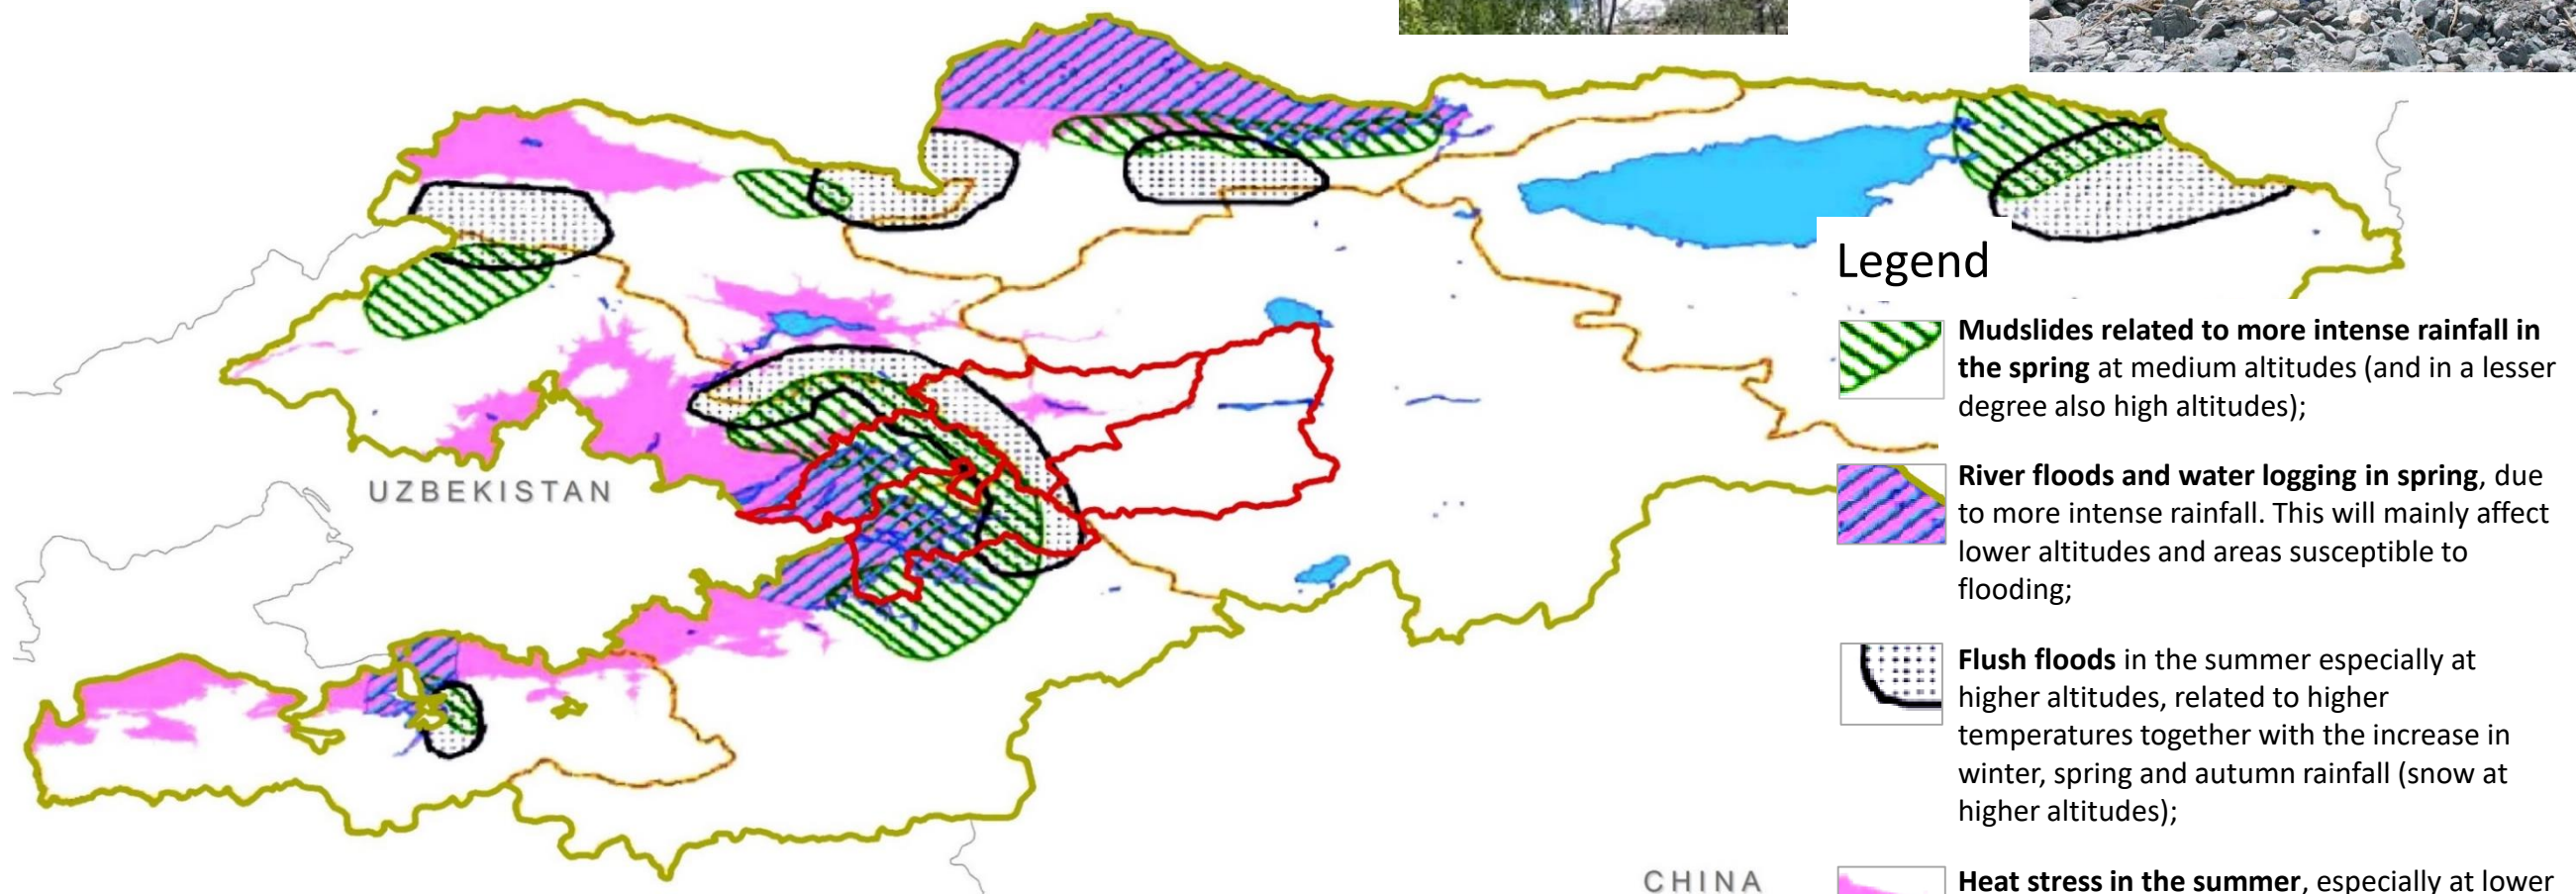 Legend
Mudslides related to more intense rainfall in
the spring at medium altitudes (and in a lesser
degree also high altitudes);
UZBEKISTAN
River floods and water logging in spring, due
to more intense rainfall. This will mainly affect
lower altitudes and areas susceptible to
flooding;
Flush floods in the summer especially at
higher altitudes, related to higher
temperatures together with the increase in
winter, spring and autumn rainfall (snow at
higher altitudes);
CHINA
Heat stress in the summer, especially at lower